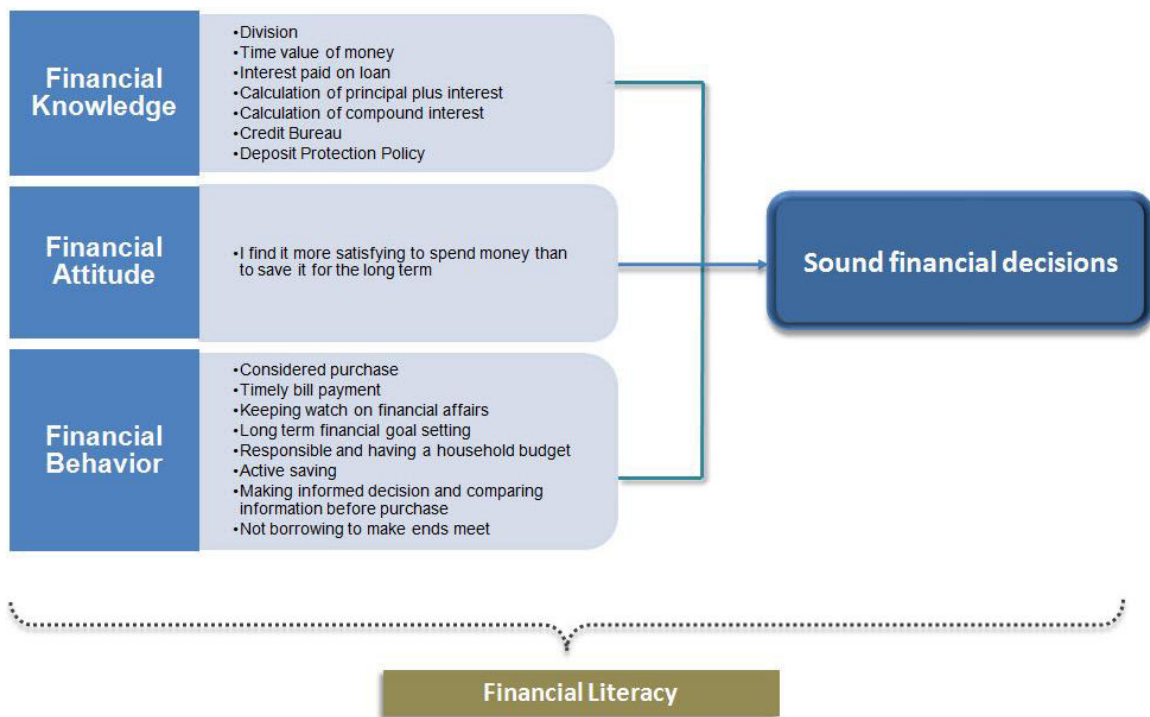 Financial
Knowledge
•Division
•Time value of money
•Interest paid on loan
•Calculation of principal plus interest
•Calculation of compound interest
•Credit Bureau
•Deposit Protection Policy
Financial
Attitude
•I find it more satisfying to spend money than
to save it for the long term
Sound financial decisions
Financial
Behavior
•Considered purchase
•Timely bill payment
•Keeping watch on financial affairs
•Long term financial goal setting
•Responsible and having a household budget
•Active saving
•Making informed decision and comparing
information before purchase
•Not borrowing to make ends meet
Financial Literacy